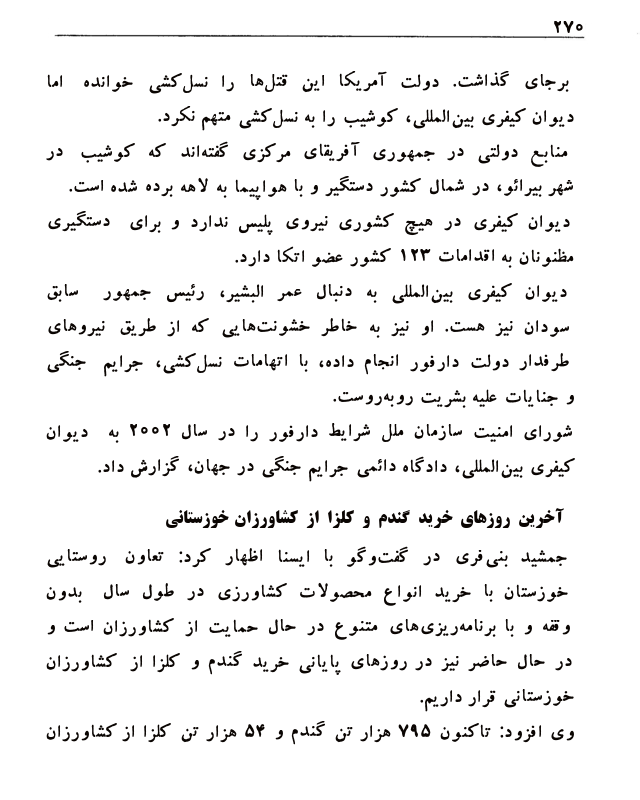 ۲۷۰
برجای گذاشت. دولت آمریکا این قتل‌ها را نسل‌کشی خوانده اما
دیوان کیفری بین‌المللی، کوشیب را به نسل‌کشی متهم نکرد.
منابع دولتی در جمهوری آفریقای مرکزی گفته‌اند که کوشیب در
شهر بیرائو، در شمال کشور دستگیر و با هواپیما به لاهه برده شده است.
دیوان کیفری در هیچ کشوری نیروی پلیس ندارد و برای دستگیری
مظنونان به اقدامات ۱۲۳ کشور عضو اتکا دارد.
دیوان کیفری بین‌المللی به دنبال عمر البشیر، رئیس جمهور سابق
سودان نیز هست. او نیز به خاطر خشونت‌هایی که از طریق نیروهای
طرفدار دولت دارفور انجام داده، با اتهامات نسل‌کشی، جرایم جنگی
و جنایات علیه بشریت روبه‌روست.
شورای امنیت سازمان ملل شرایط دارفور را در سال ۲۰۰۲ به دیوان
کیفری بین‌المللی، دادگاه دائمی جرایم جنگی در جهان، گزارش داد.
آخرین روزهای خرید گندم و کلزا از کشاورزان خوزستانی
جمشید بنی‌فری در گفت‌وگو با ایسنا اظهار کرد: تعاون روستایی
خوزستان با خرید انواع محصولات کشاورزی در طول سال بدون
وقفه و با برنامه‌ریزی‌های متنوع در حال حمایت از کشاورزان است و
در حال حاضر نیز در روزهای پایانی خرید گندم و کلزا از کشاورزان
خوزستانی قرار داریم.
وی افزود: تاکنون ۷۹۵ هزار تن گندم و ۵۴ هزار تن کلزا از کشاورزان